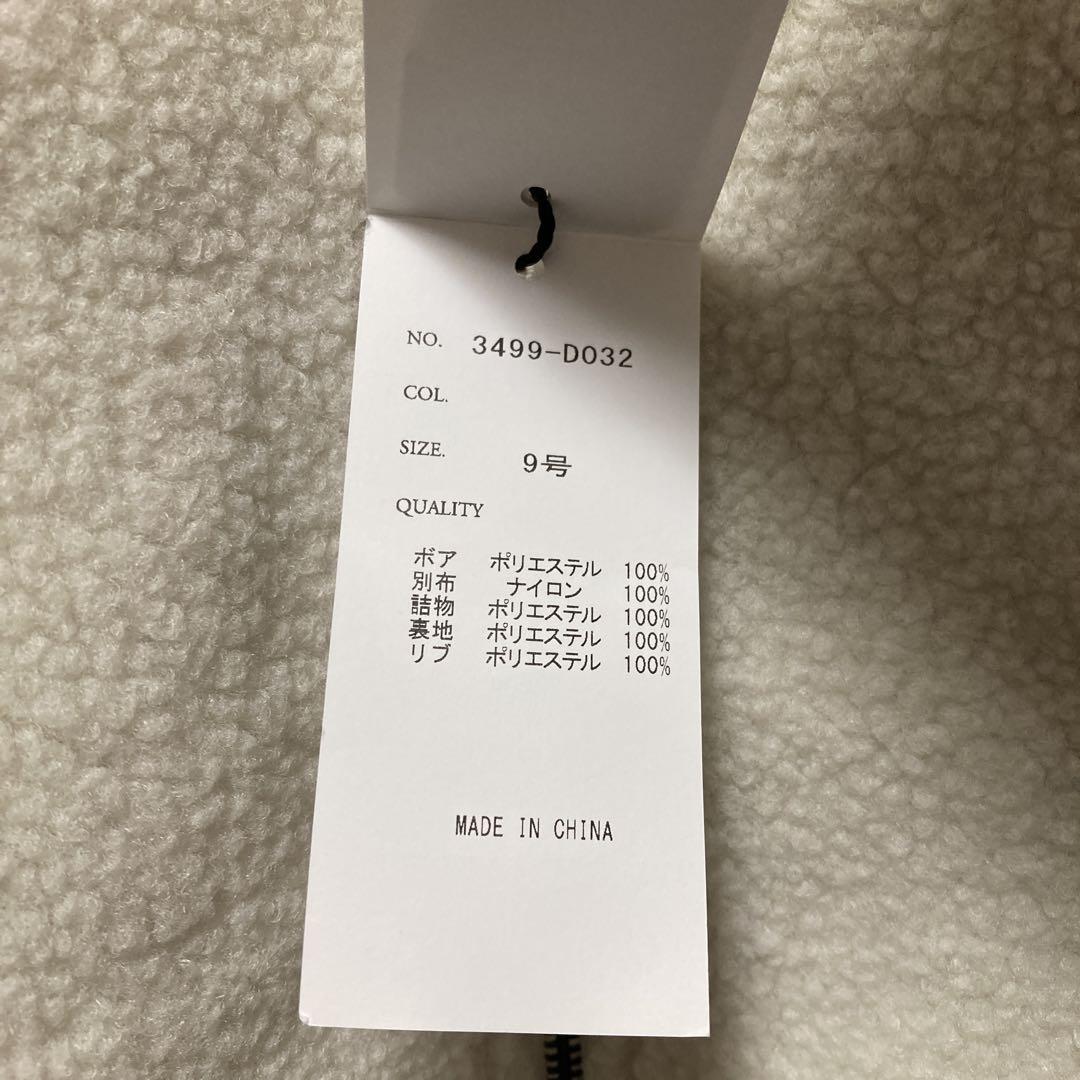 NO. 3499-D032
COL.
SIZE. 9号
QUALITY
ボア ポリエステル 100%
別布 ナイロン 100%
詰物 ポリエステル 100%
裏地 ポリエステル 100%
リブ ポリエステル 100%
MADE IN CHINA